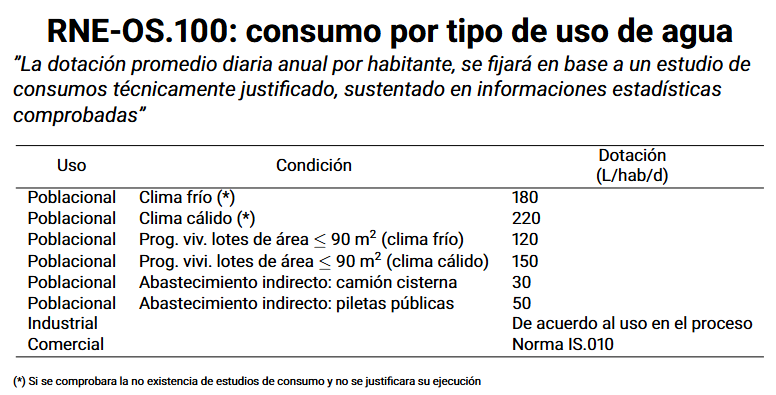 RNE-OS.100: consumo por tipo de uso de agua
"La dotación promedio diaria anual por habitante, se fijará en base a un estudio de
consumos técnicamente justificado, sustentado en informaciones estadísticas
comprobadas"
Uso Condición Dotación
(L/hab/d)
Poblacional Clima frío (*) 180
Poblacional Clima cálido (*) 220
Poblacional Prog. viv. lotes de área ≤ 90 m² (clima frío) 120
Poblacional Prog. vivi. lotes de área ≤ 90 m² (clima cálido) 150
Poblacional Abastecimiento indirecto: camión cisterna 30
Poblacional Abastecimiento indirecto: piletas públicas 50
Industrial De acuerdo al uso en el proceso
Comercial Norma IS.010
(*) Si se comprobara la no existencia de estudios de consumo y no se justificara su ejecución